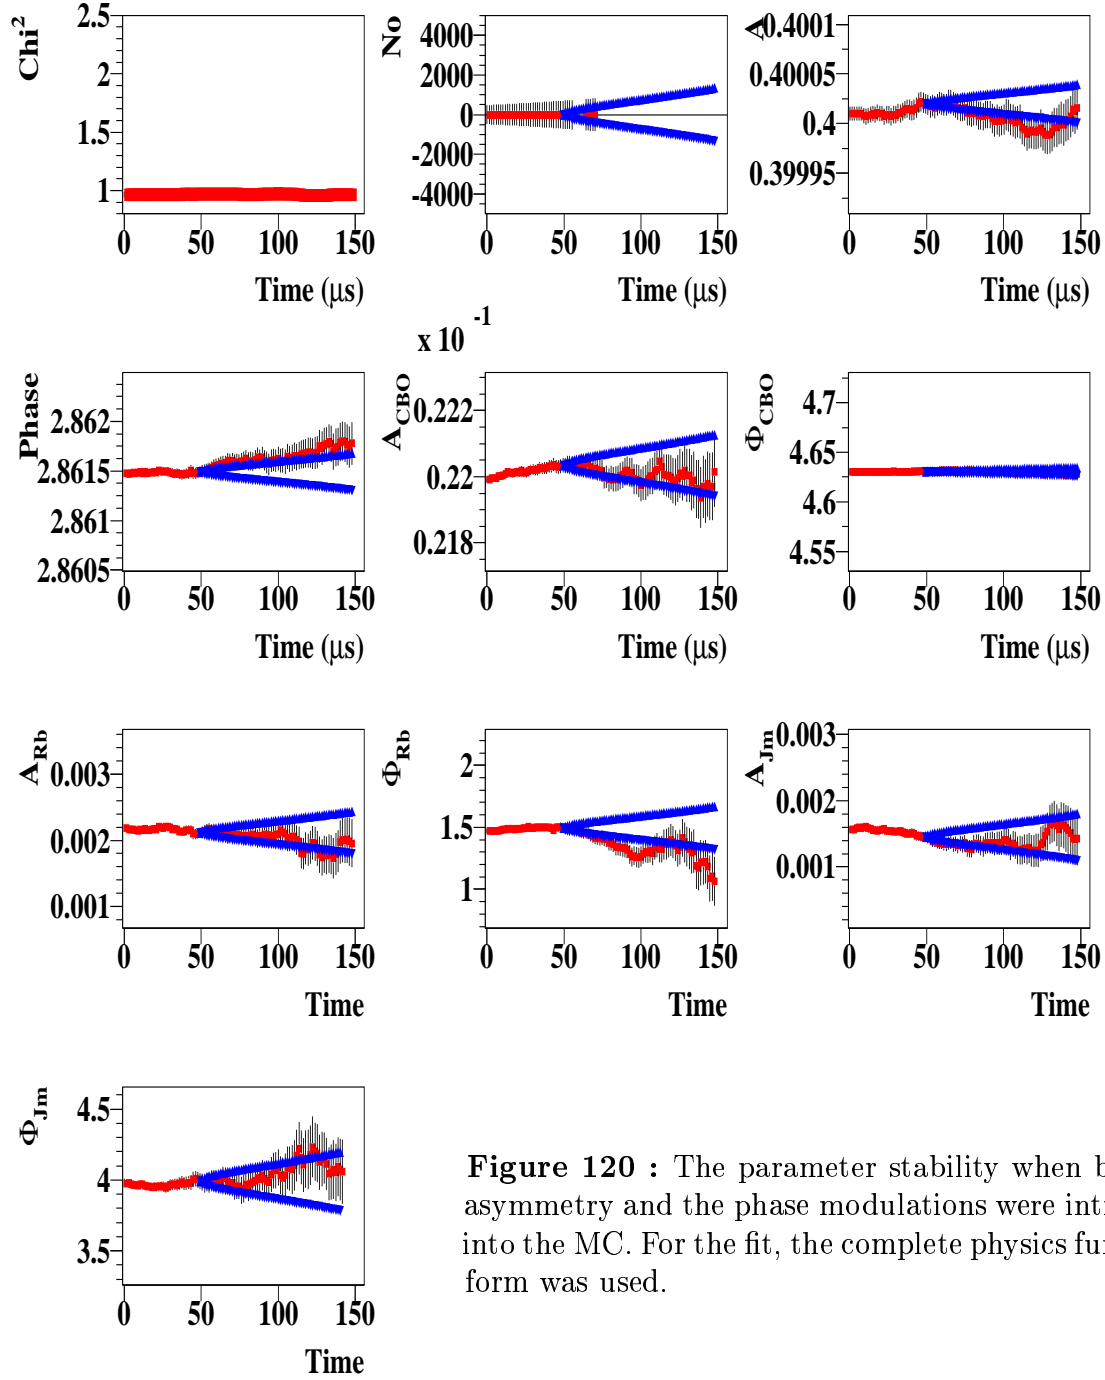 Chi²
2.5
2
1.5
1
0 50 100 150
Time (μs)
No
4000
2000
0
-2000
-4000
0 50 100 150
Time (μs)
A
0.4001
0.40005
0.4
0.39995
0 50 100 150
Time (μs)
Phase
2.862
2.8615
2.861
2.8605
0 50 100 150
Time (μs)
x 10 -1
A_CBO
0.222
0.22
0.218
0 50 100 150
Time (μs)
Φ_CBO
4.7
4.65
4.6
4.55
0 50 100 150
Time (μs)
A_Rb
0.003
0.002
0.001
0 50 100 150
Time
Φ_Rb
2
1.5
1
0 50 100 150
Time
A_Jm
0.003
0.002
0.001
0 50 100 150
Time
Φ_Jm
4.5
4
3.5
0 50 100 150
Time
Figure 120 : The parameter stability when b
asymmetry and the phase modulations were int
into the MC. For the fit, the complete physics fu
form was used.